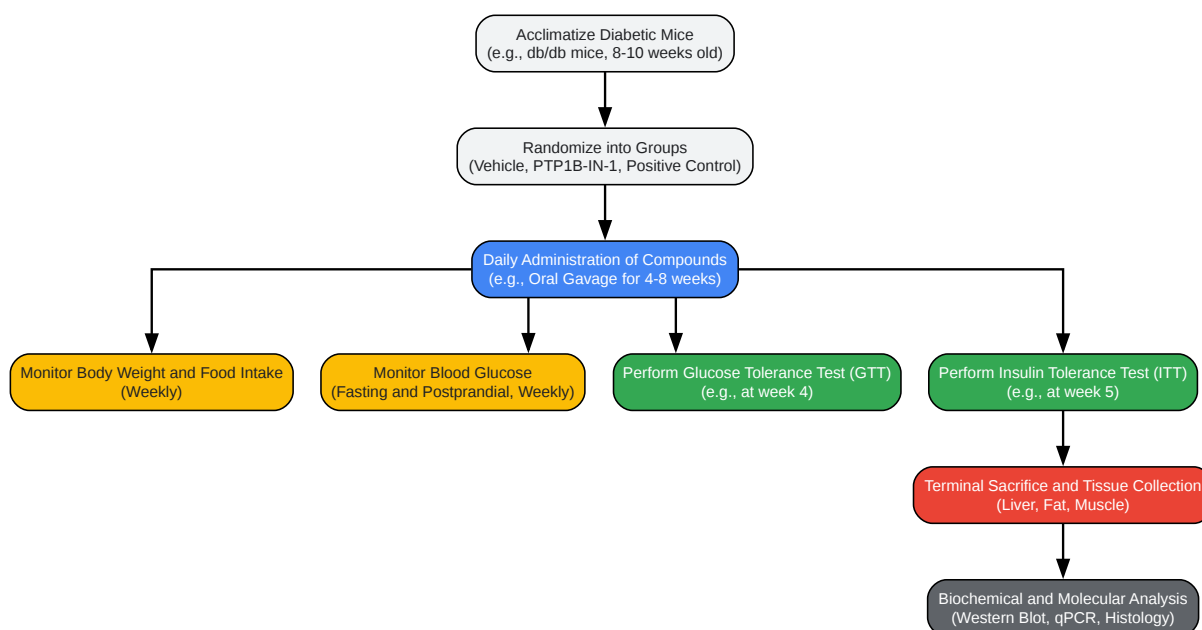 Acclimatize Diabetic Mice
(e.g., db/db mice, 8-10 weeks old)
Randomize into Groups
(Vehicle, PTP1B-IN-1, Positive Control)
Daily Administration of Compounds
(e.g., Oral Gavage for 4-8 weeks)
Monitor Body Weight and Food Intake
(Weekly)
Monitor Blood Glucose
(Fasting and Postprandial, Weekly)
Perform Glucose Tolerance Test (GTT)
(e.g., at week 4)
Perform Insulin Tolerance Test (ITT)
(e.g., at week 5)
Terminal Sacrifice and Tissue Collection
(Liver, Fat, Muscle)
Biochemical and Molecular Analysis
(Western Blot, qPCR, Histology)